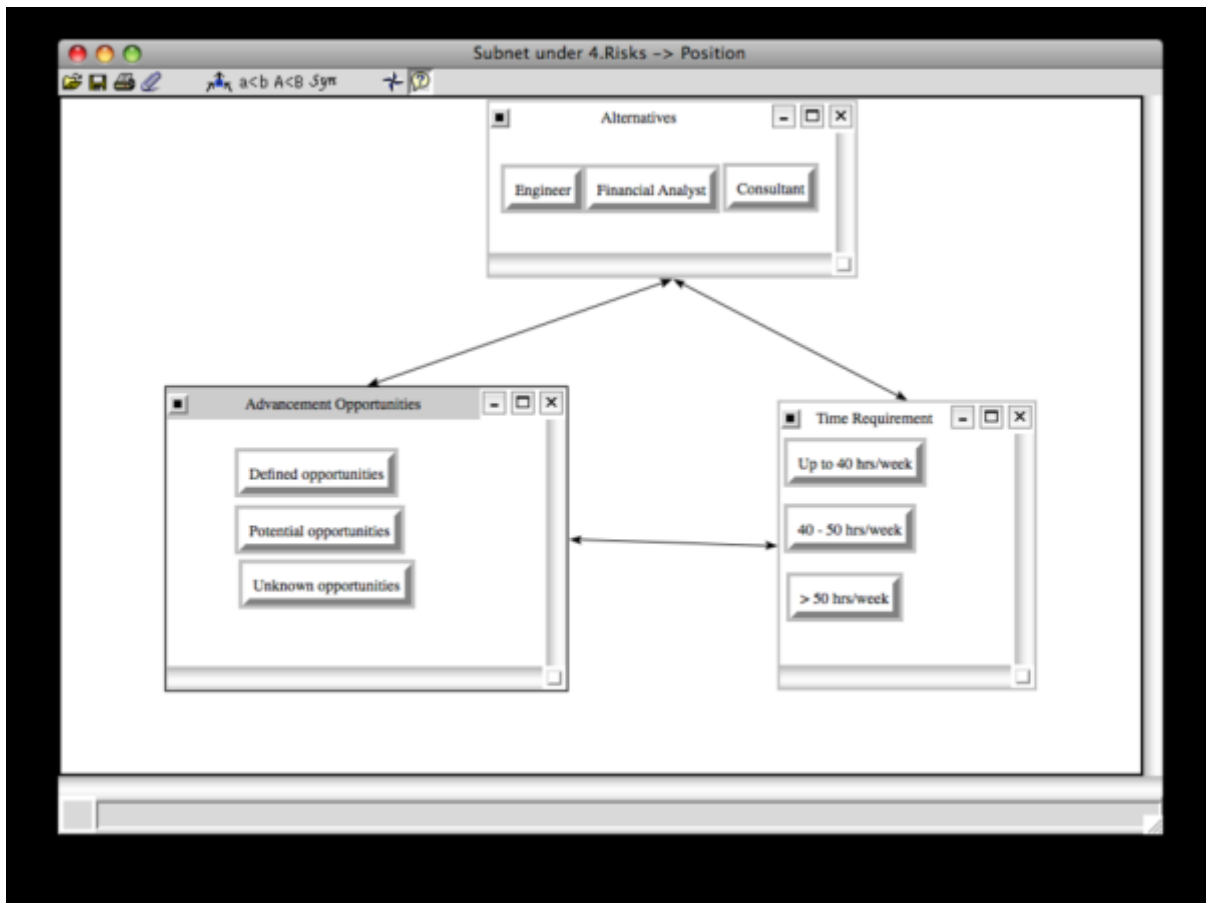 Subnet under 4.Risks -> Position
a<b A<B Syn
Alternatives
Engineer Financial Analyst Consultant
Advancement Opportunities
Defined opportunities
Potential opportunities
Unknown opportunities
Time Requirement
Up to 40 hrs/week
40 - 50 hrs/week
> 50 hrs/week